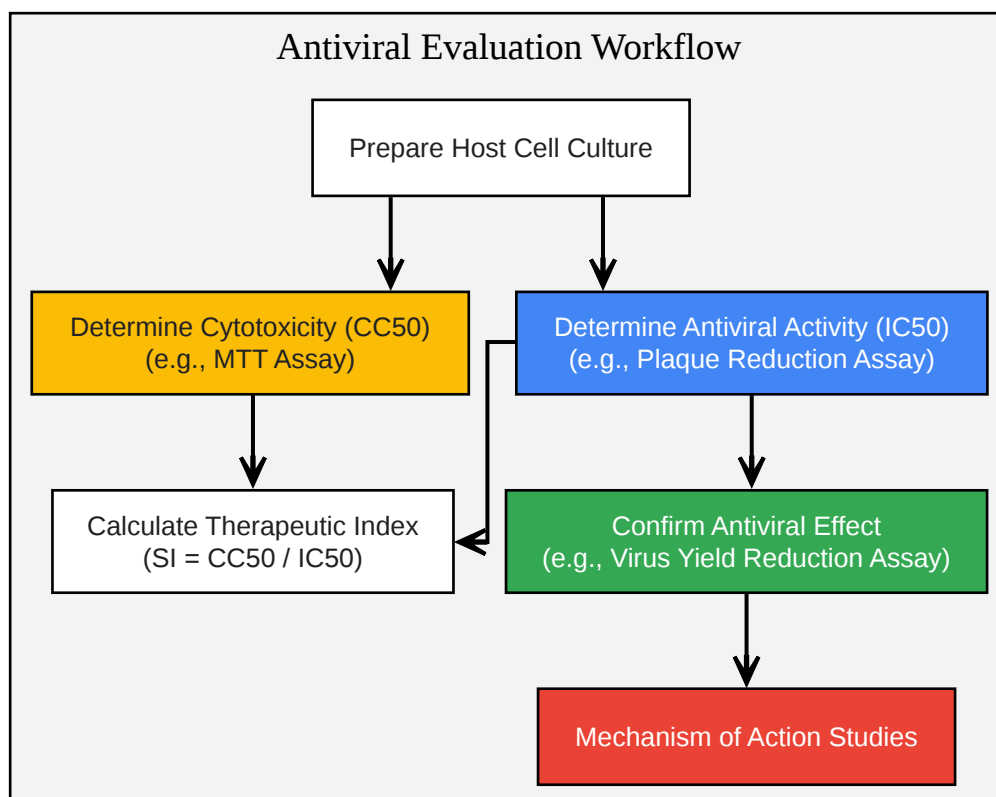 Antiviral Evaluation Workflow
Prepare Host Cell Culture
Determine Cytotoxicity (CC50)
(e.g., MTT Assay)
Determine Antiviral Activity (IC50)
(e.g., Plaque Reduction Assay)
Calculate Therapeutic Index
(SI = CC50 / IC50)
Confirm Antiviral Effect
(e.g., Virus Yield Reduction Assay)
Mechanism of Action Studies